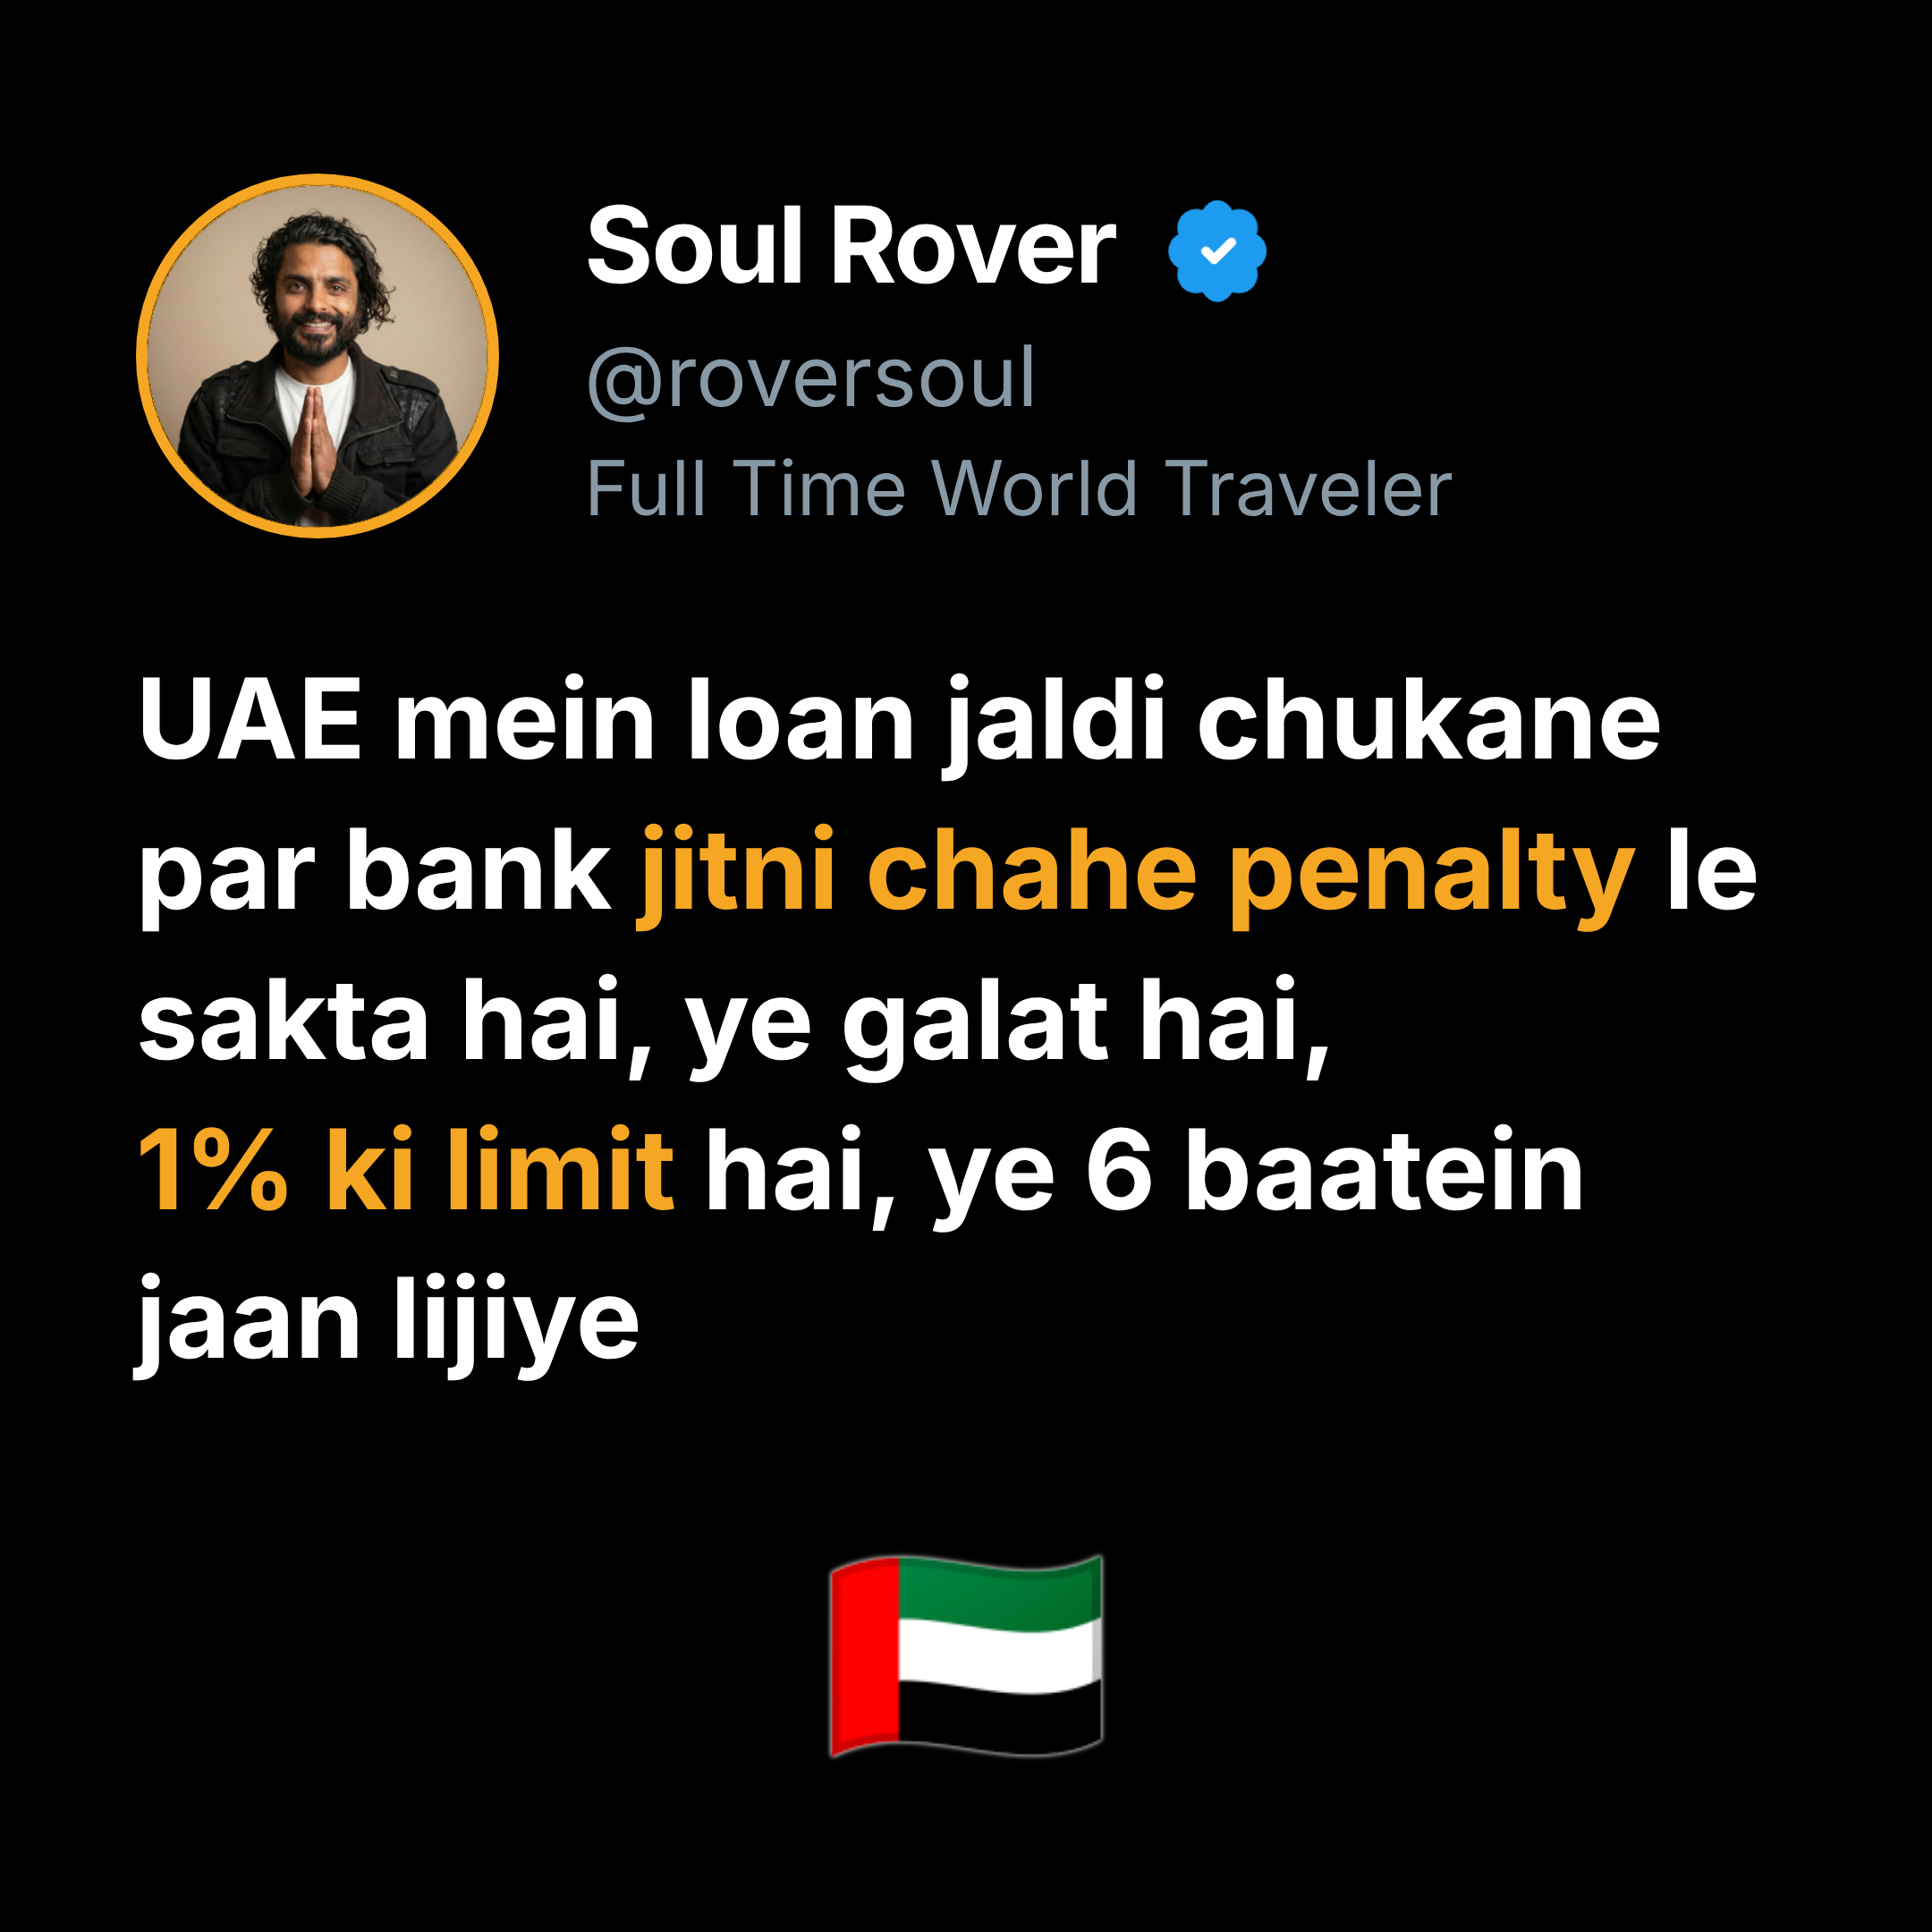 Soul Rover
@roversoul
Full Time World Traveler
UAE mein loan jaldi chukane
par bank jitni chahe penalty le
sakta hai, ye galat hai,
1% ki limit hai, ye 6 baatein
jaan lijiye